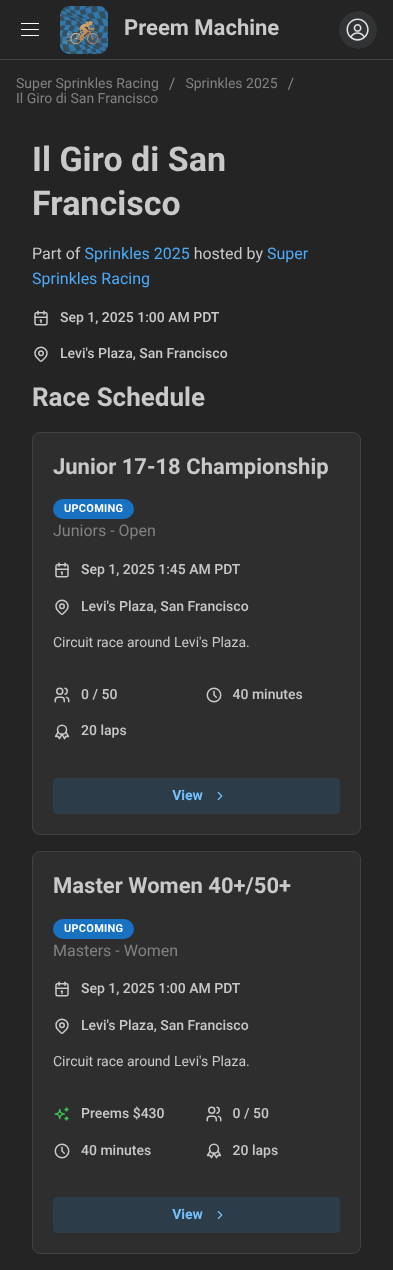 Preem Machine
Super Sprinkles Racing / Sprinkles 2025 /
Il Giro di San Francisco
Il Giro di San
Francisco
Part of Sprinkles 2025 hosted by Super
Sprinkles Racing
Sep 1, 2025 1:00 AM PDT
Levi's Plaza, San Francisco
Race Schedule
Junior 17-18 Championship
UPCOMING
Juniors - Open
Sep 1, 2025 1:45 AM PDT
Levi's Plaza, San Francisco
Circuit race around Levi's Plaza.
0 / 50 40 minutes
20 laps
View
Master Women 40+/50+
UPCOMING
Masters - Women
Sep 1, 2025 1:00 AM PDT
Levi's Plaza, San Francisco
Circuit race around Levi's Plaza.
Preems $430 0 / 50
40 minutes 20 laps
View